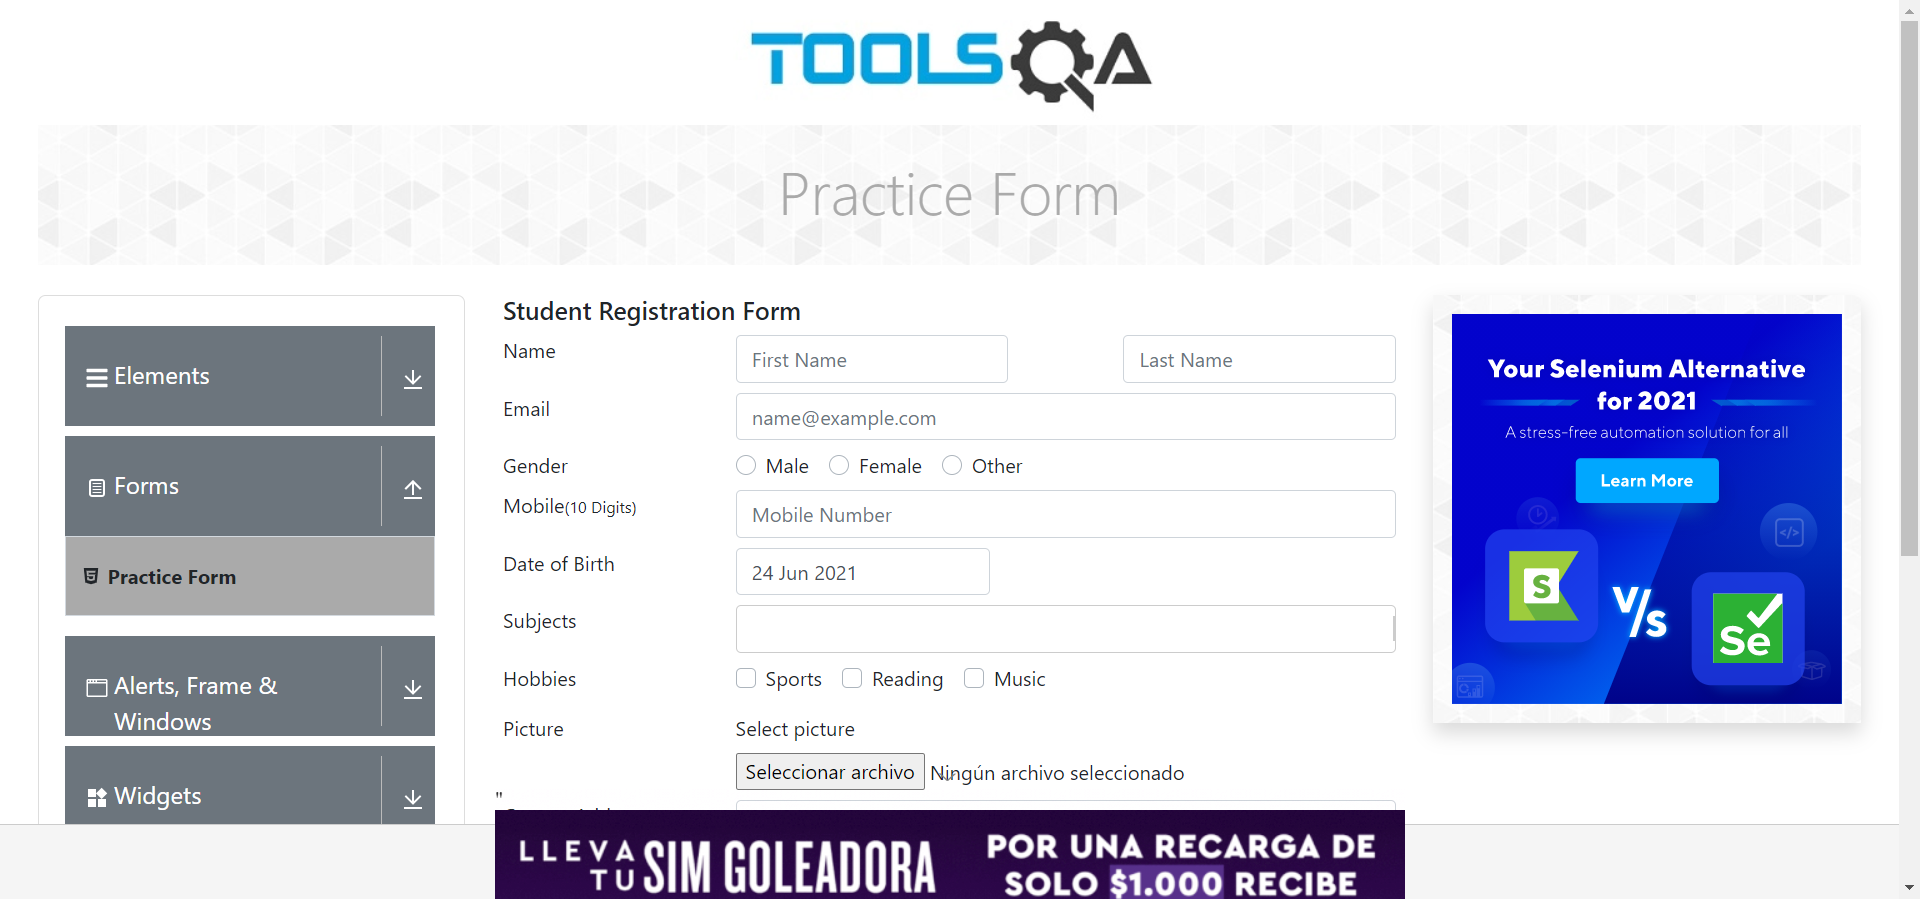 TOOLSQA
Practice Form
Elements
Forms
Practice Form
Alerts, Frame &
Windows
Widgets
Student Registration Form
Name
First Name
Last Name
Email
name@example.com
Gender
Male
Female
Other
Mobile(10 Digits)
Mobile Number
Date of Birth
24 Jun 2021
Subjects
Hobbies
Sports
Reading
Music
Picture
Select picture
Seleccionar archivo
Ningún archivo seleccionado
"
Your Selenium Alternative
for 2021
A stress-free automation solution for all
Learn More
</>
S
V/s
Se
LLEVA
TU
SIM GOLEADORA
POR UNA RECARGA DE
SOLO $1.000 RECIBE